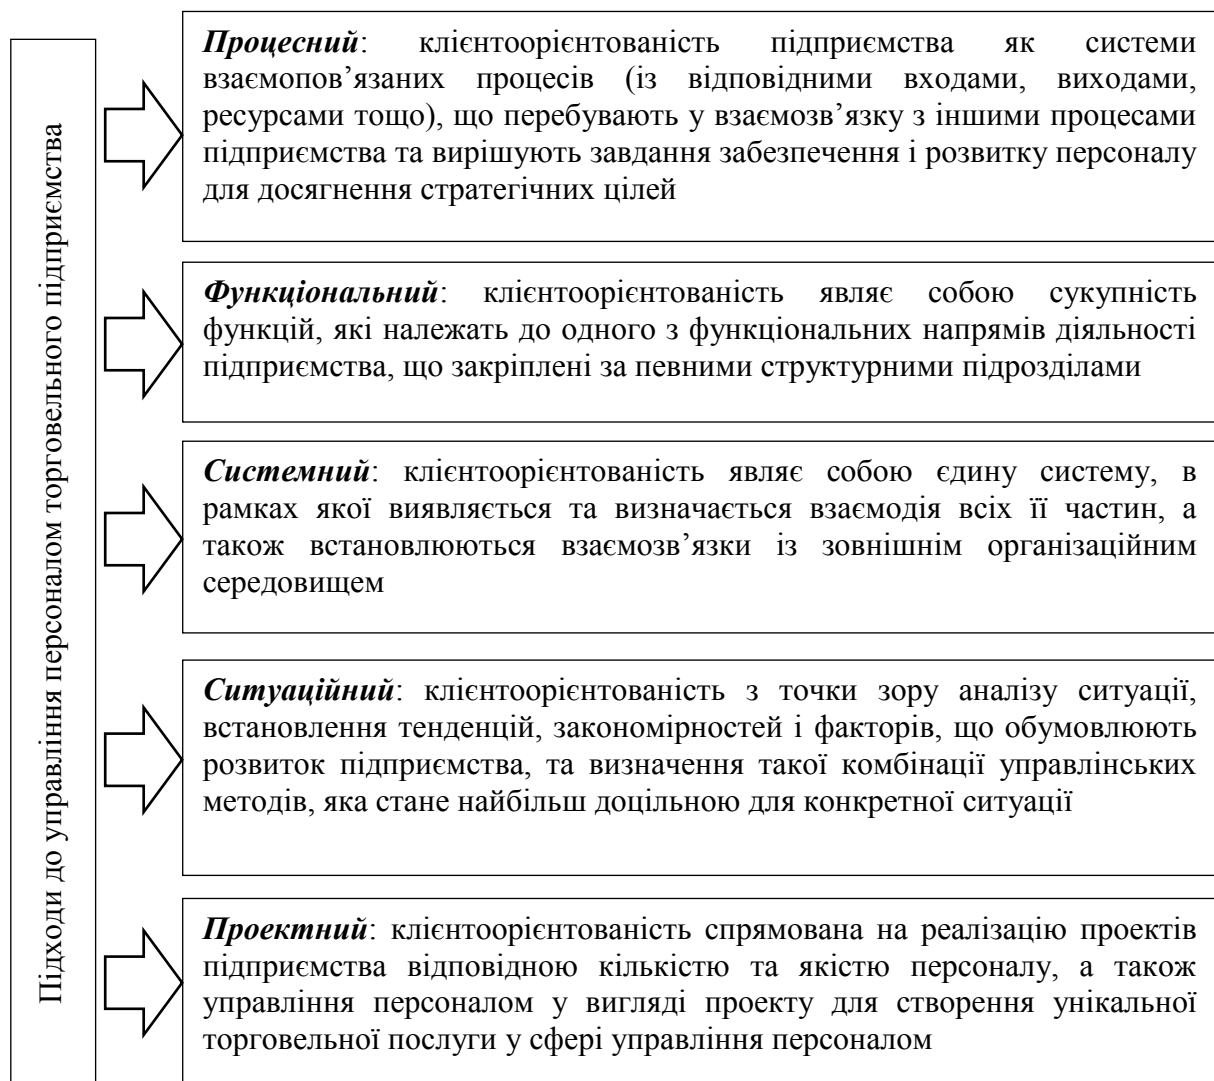 Підходи до управління персоналом торговельного підприємства
Процесний: клієнтоорієнтованість підприємства як системи
взаємопов’язаних процесів (із відповідними входами, виходами,
ресурсами тощо), що перебувають у взаємозв’язку з іншими процесами
підприємства та вирішують завдання забезпечення і розвитку персоналу
для досягнення стратегічних цілей
Функціональний: клієнтоорієнтованість являє собою сукупність
функцій, які належать до одного з функціональних напрямів діяльності
підприємства, що закріплені за певними структурними підрозділами
Системний: клієнтоорієнтованість являє собою єдину систему, в
рамках якої виявляється та визначається взаємодія всіх її частин, а
також встановлюються взаємозв’язки із зовнішнім організаційним
середовищем
Ситуаційний: клієнтоорієнтованість з точки зору аналізу ситуації,
встановлення тенденцій, закономірностей і факторів, що обумовлюють
розвиток підприємства, та визначення такої комбінації управлінських
методів, яка стане найбільш доцільною для конкретної ситуації
Проектний: клієнтоорієнтованість спрямована на реалізацію проектів
підприємства відповідною кількістю та якістю персоналу, а також
управління персоналом у вигляді проекту для створення унікальної
торговельної послуги у сфері управління персоналом